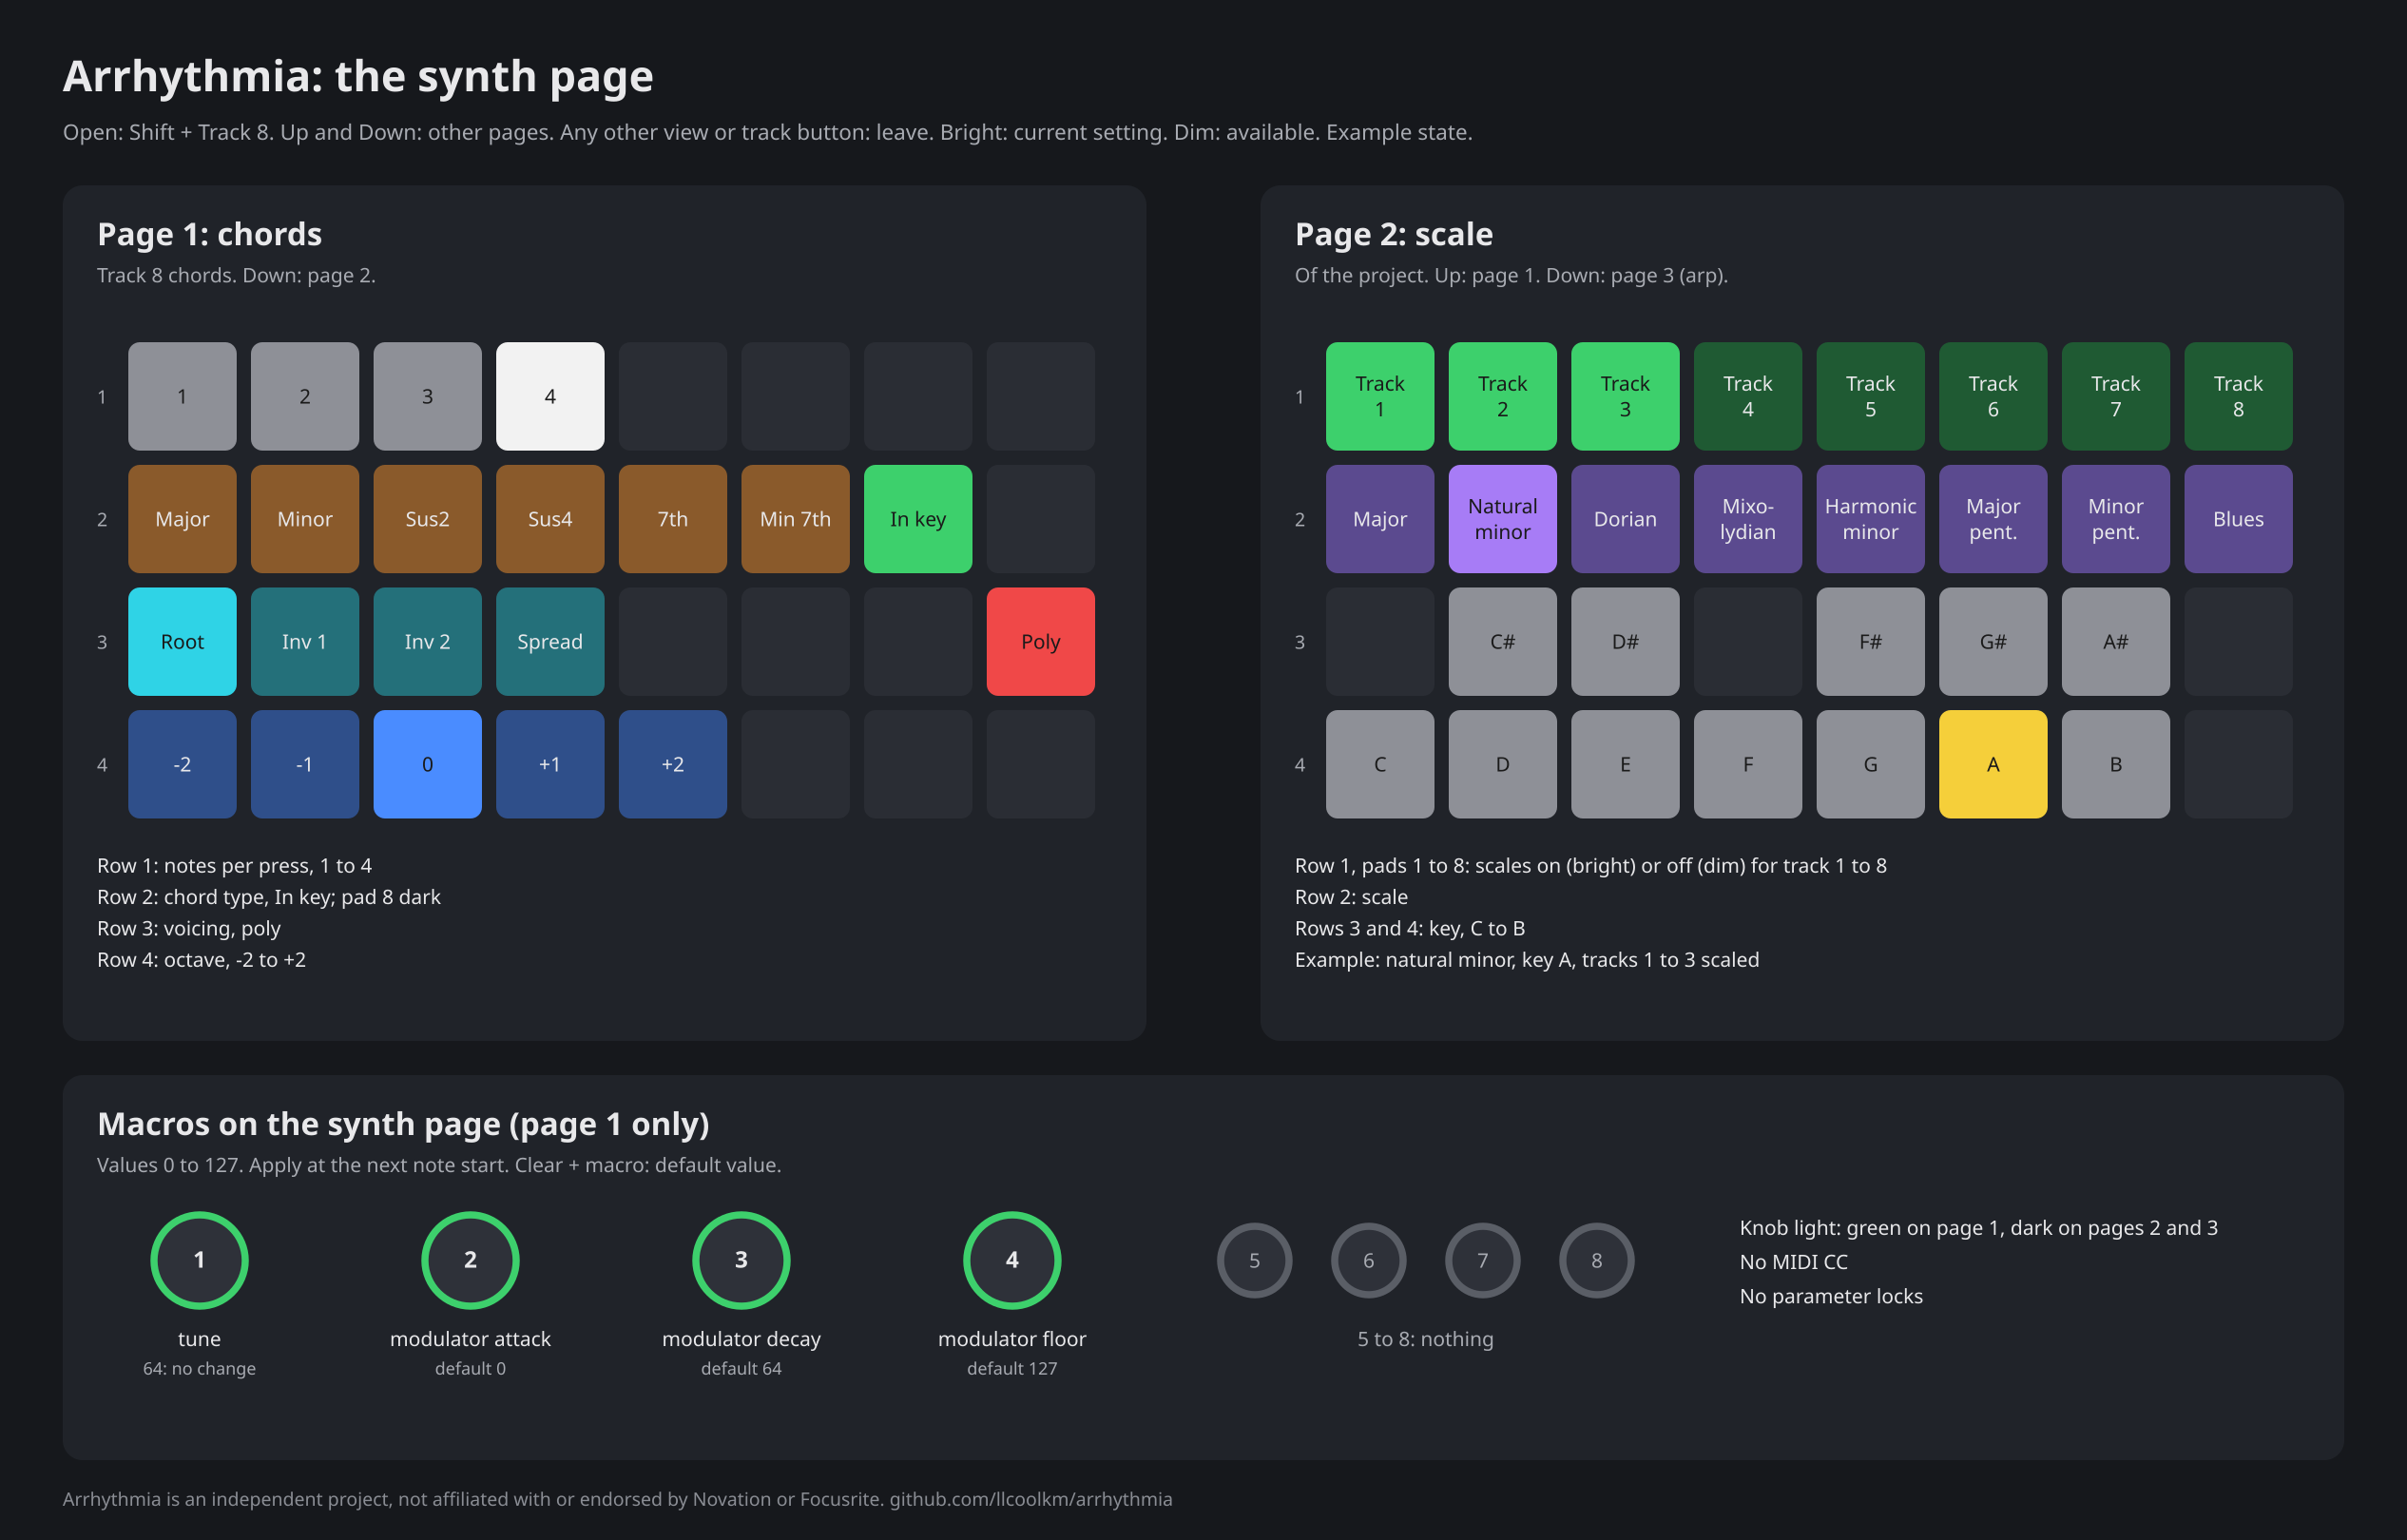 Arrhythmia: the synth page
Open: Shift + Track 8. Up and Down: other pages. Any other view or track button: leave. Bright: current setting. Dim: available. Example state.
Page 1: chords
Track 8 chords. Down: page 2.
1 1 2 3 4
2 Major Minor Sus2 Sus4 7th Min 7th In key
3 Root Inv 1 Inv 2 Spread Poly
4 -2 -1 0 +1 +2
Row 1: notes per press, 1 to 4
Row 2: chord type, In key; pad 8 dark
Row 3: voicing, poly
Row 4: octave, -2 to +2
Page 2: scale
Of the project. Up: page 1. Down: page 3 (arp).
1 Track 1 Track 2 Track 3 Track 4 Track 5 Track 6 Track 7 Track 8
2 Major Natural minor Dorian Mixo-lydian Harmonic minor Major pent. Minor pent. Blues
3 C# D# F# G# A#
4 C D E F G A B
Row 1, pads 1 to 8: scales on (bright) or off (dim) for track 1 to 8
Row 2: scale
Rows 3 and 4: key, C to B
Example: natural minor, key A, tracks 1 to 3 scaled
Macros on the synth page (page 1 only)
Values 0 to 127. Apply at the next note start. Clear + macro: default value.
1 2 3 4 5 6 7 8
tune modulator attack modulator decay modulator floor 5 to 8: nothing
64: no change default 0 default 64 default 127
Knob light: green on page 1, dark on pages 2 and 3
No MIDI CC
No parameter locks
Arrhythmia is an independent project, not affiliated with or endorsed by Novation or Focusrite. github.com/llcoolkm/arrhythmia